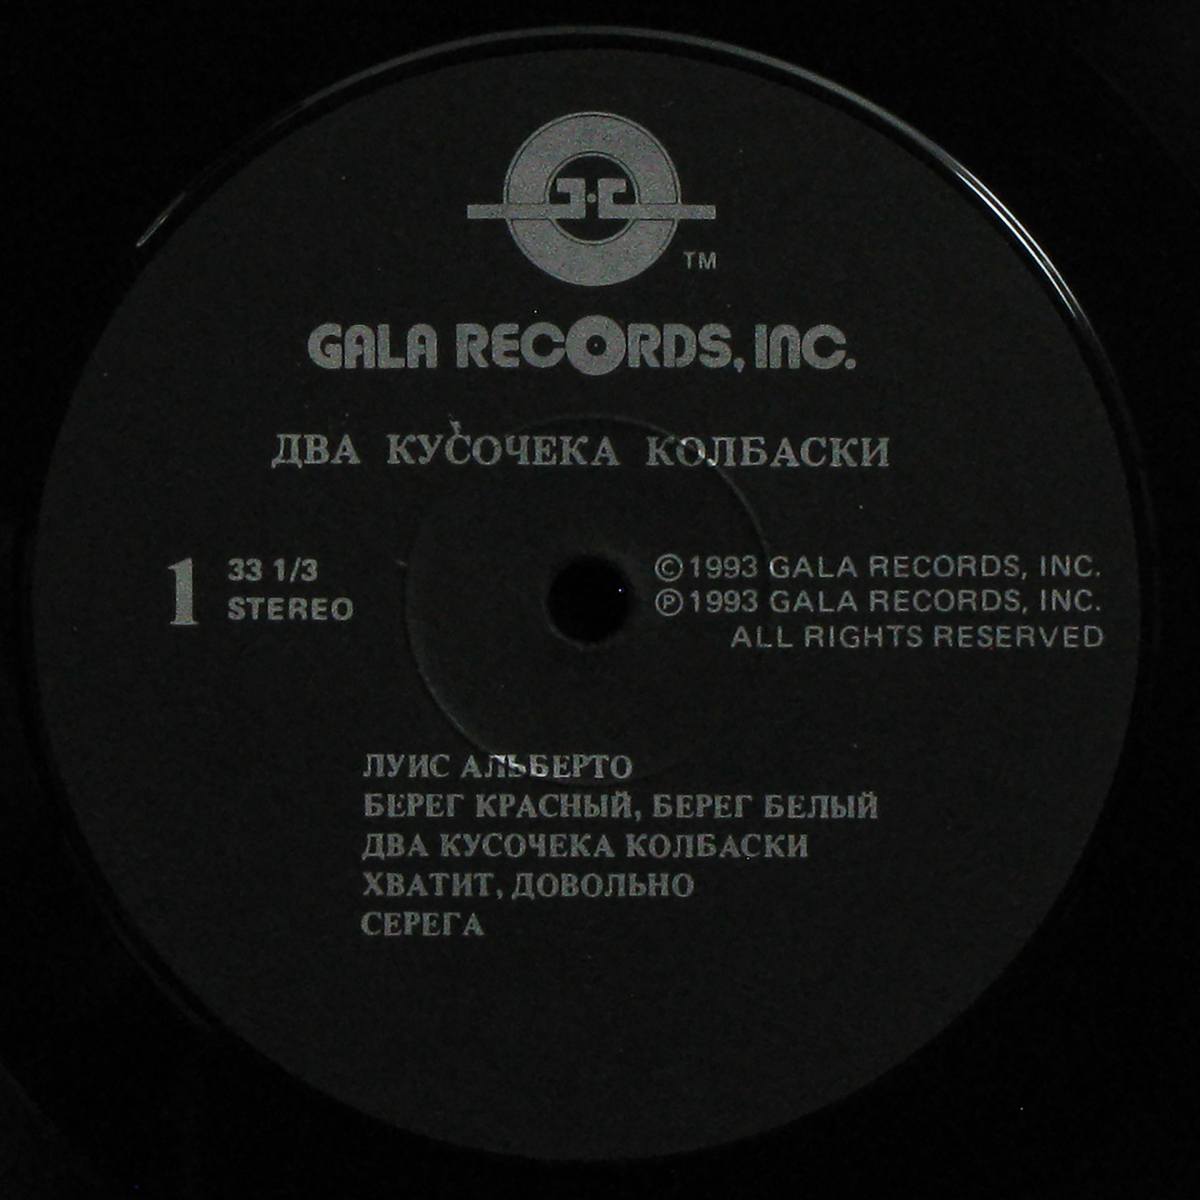 TM
GALA RECORDS, INC.
ДВА КУСОЧЕКА КОЛБАСКИ
1
33 1/3
STEREO
©1993 GALA RECORDS, INC.
℗1993 GALA RECORDS, INC.
ALL RIGHTS RESERVED
ЛУИС АЛЬБЕРТО
БЕРЕГ КРАСНЫЙ, БЕРЕГ БЕЛЫЙ
ДВА КУСОЧЕКА КОЛБАСКИ
ХВАТИТ, ДОВОЛЬНО
СЕРЕГА